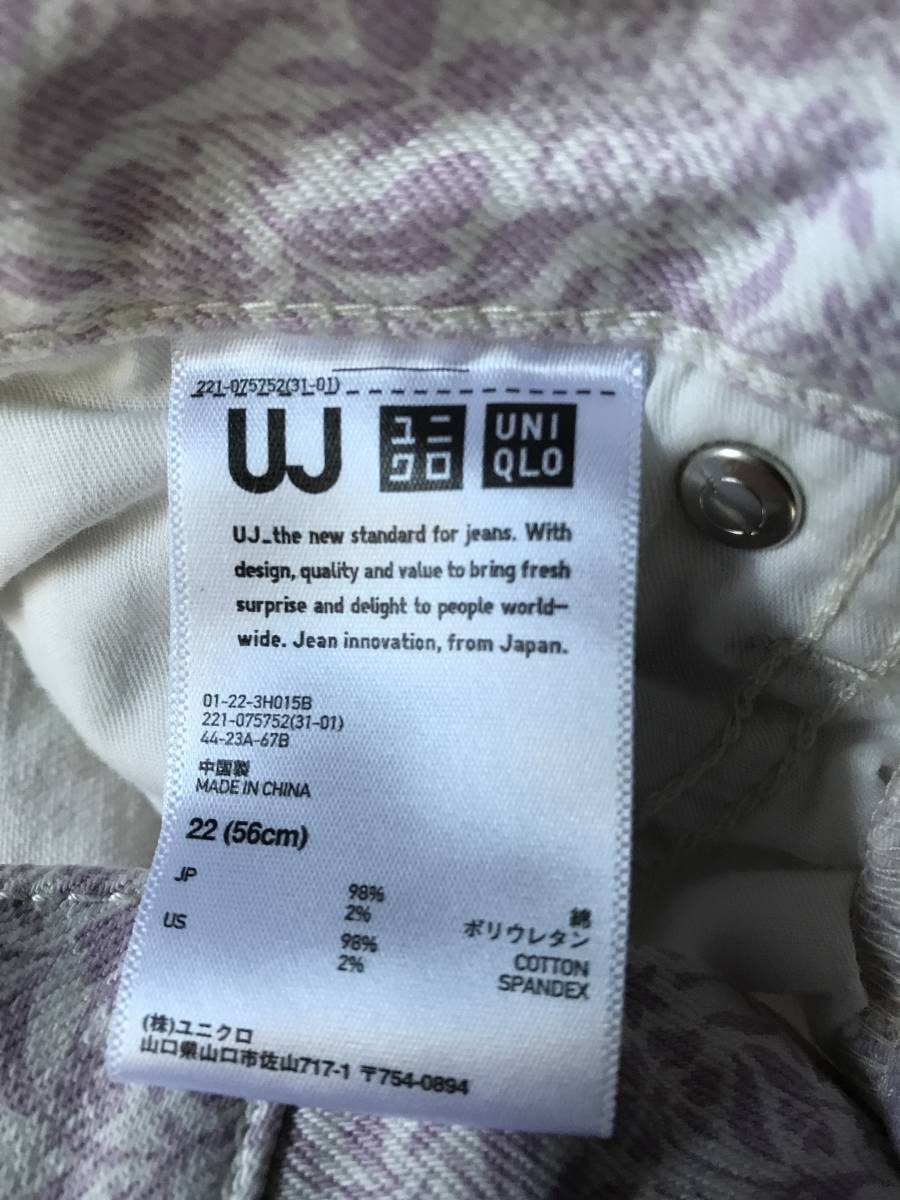 221-075752(31-01)
UJ ユニクロ UNIQLO
UJ_the new standard for jeans. With
design, quality and value to bring fresh
surprise and delight to people world-
wide. Jean innovation, from Japan.
01-22-3H015B
221-075752(31-01)
44-23A-67B
中国製
MADE IN CHINA
22 (56cm)
JP
98% 綿
2% ポリウレタン
US
98% COTTON
2% SPANDEX
(株)ユニクロ
山口県山口市佐山717-1 〒754-0894